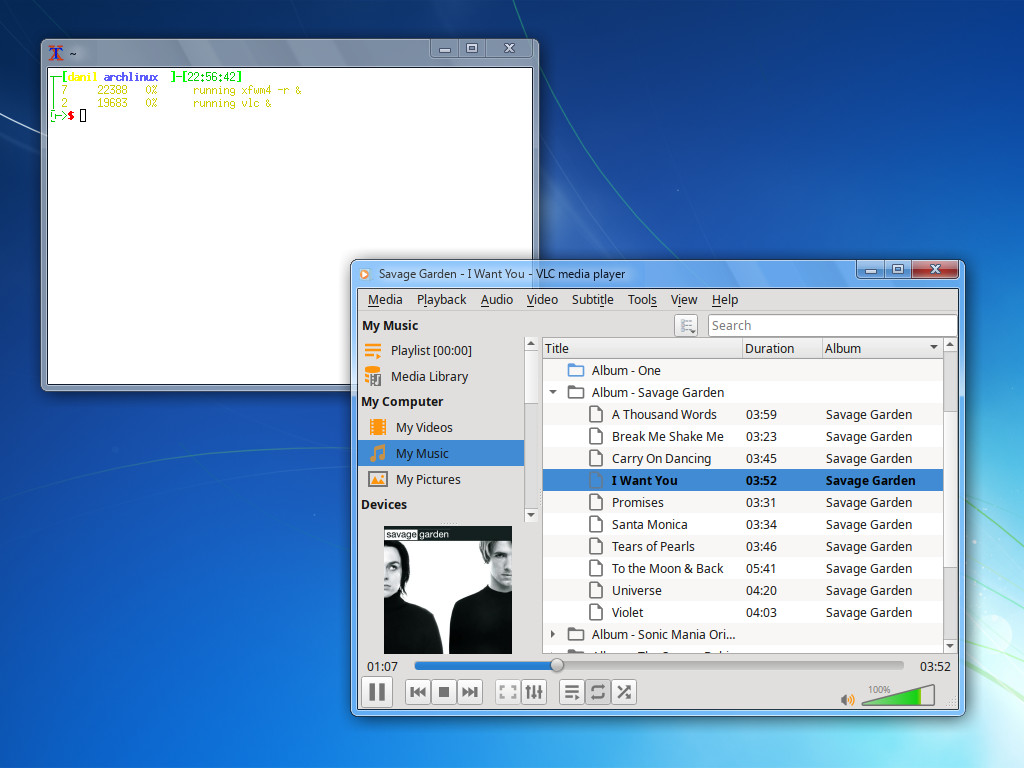 ~
[danil archlinux ]-[22:56:42]
7 22388 0% running xfwm4 -r &
2 19683 0% running vlc &
>$
Savage Garden - I Want You - VLC media player
Media Playback Audio Video Subtitle Tools View Help
My Music
Search
Playlist [00:00]
Media Library
My Computer
My Videos
My Music
My Pictures
Devices
savage garden
Title Duration Album
Album - One
Album - Savage Garden
A Thousand Words 03:59 Savage Garden
Break Me Shake Me 03:23 Savage Garden
Carry On Dancing 03:45 Savage Garden
I Want You 03:52 Savage Garden
Promises 03:31 Savage Garden
Santa Monica 03:34 Savage Garden
Tears of Pearls 03:46 Savage Garden
To the Moon & Back 05:41 Savage Garden
Universe 04:20 Savage Garden
Violet 04:03 Savage Garden
Album - Sonic Mania Ori...
01:07 03:52
100%